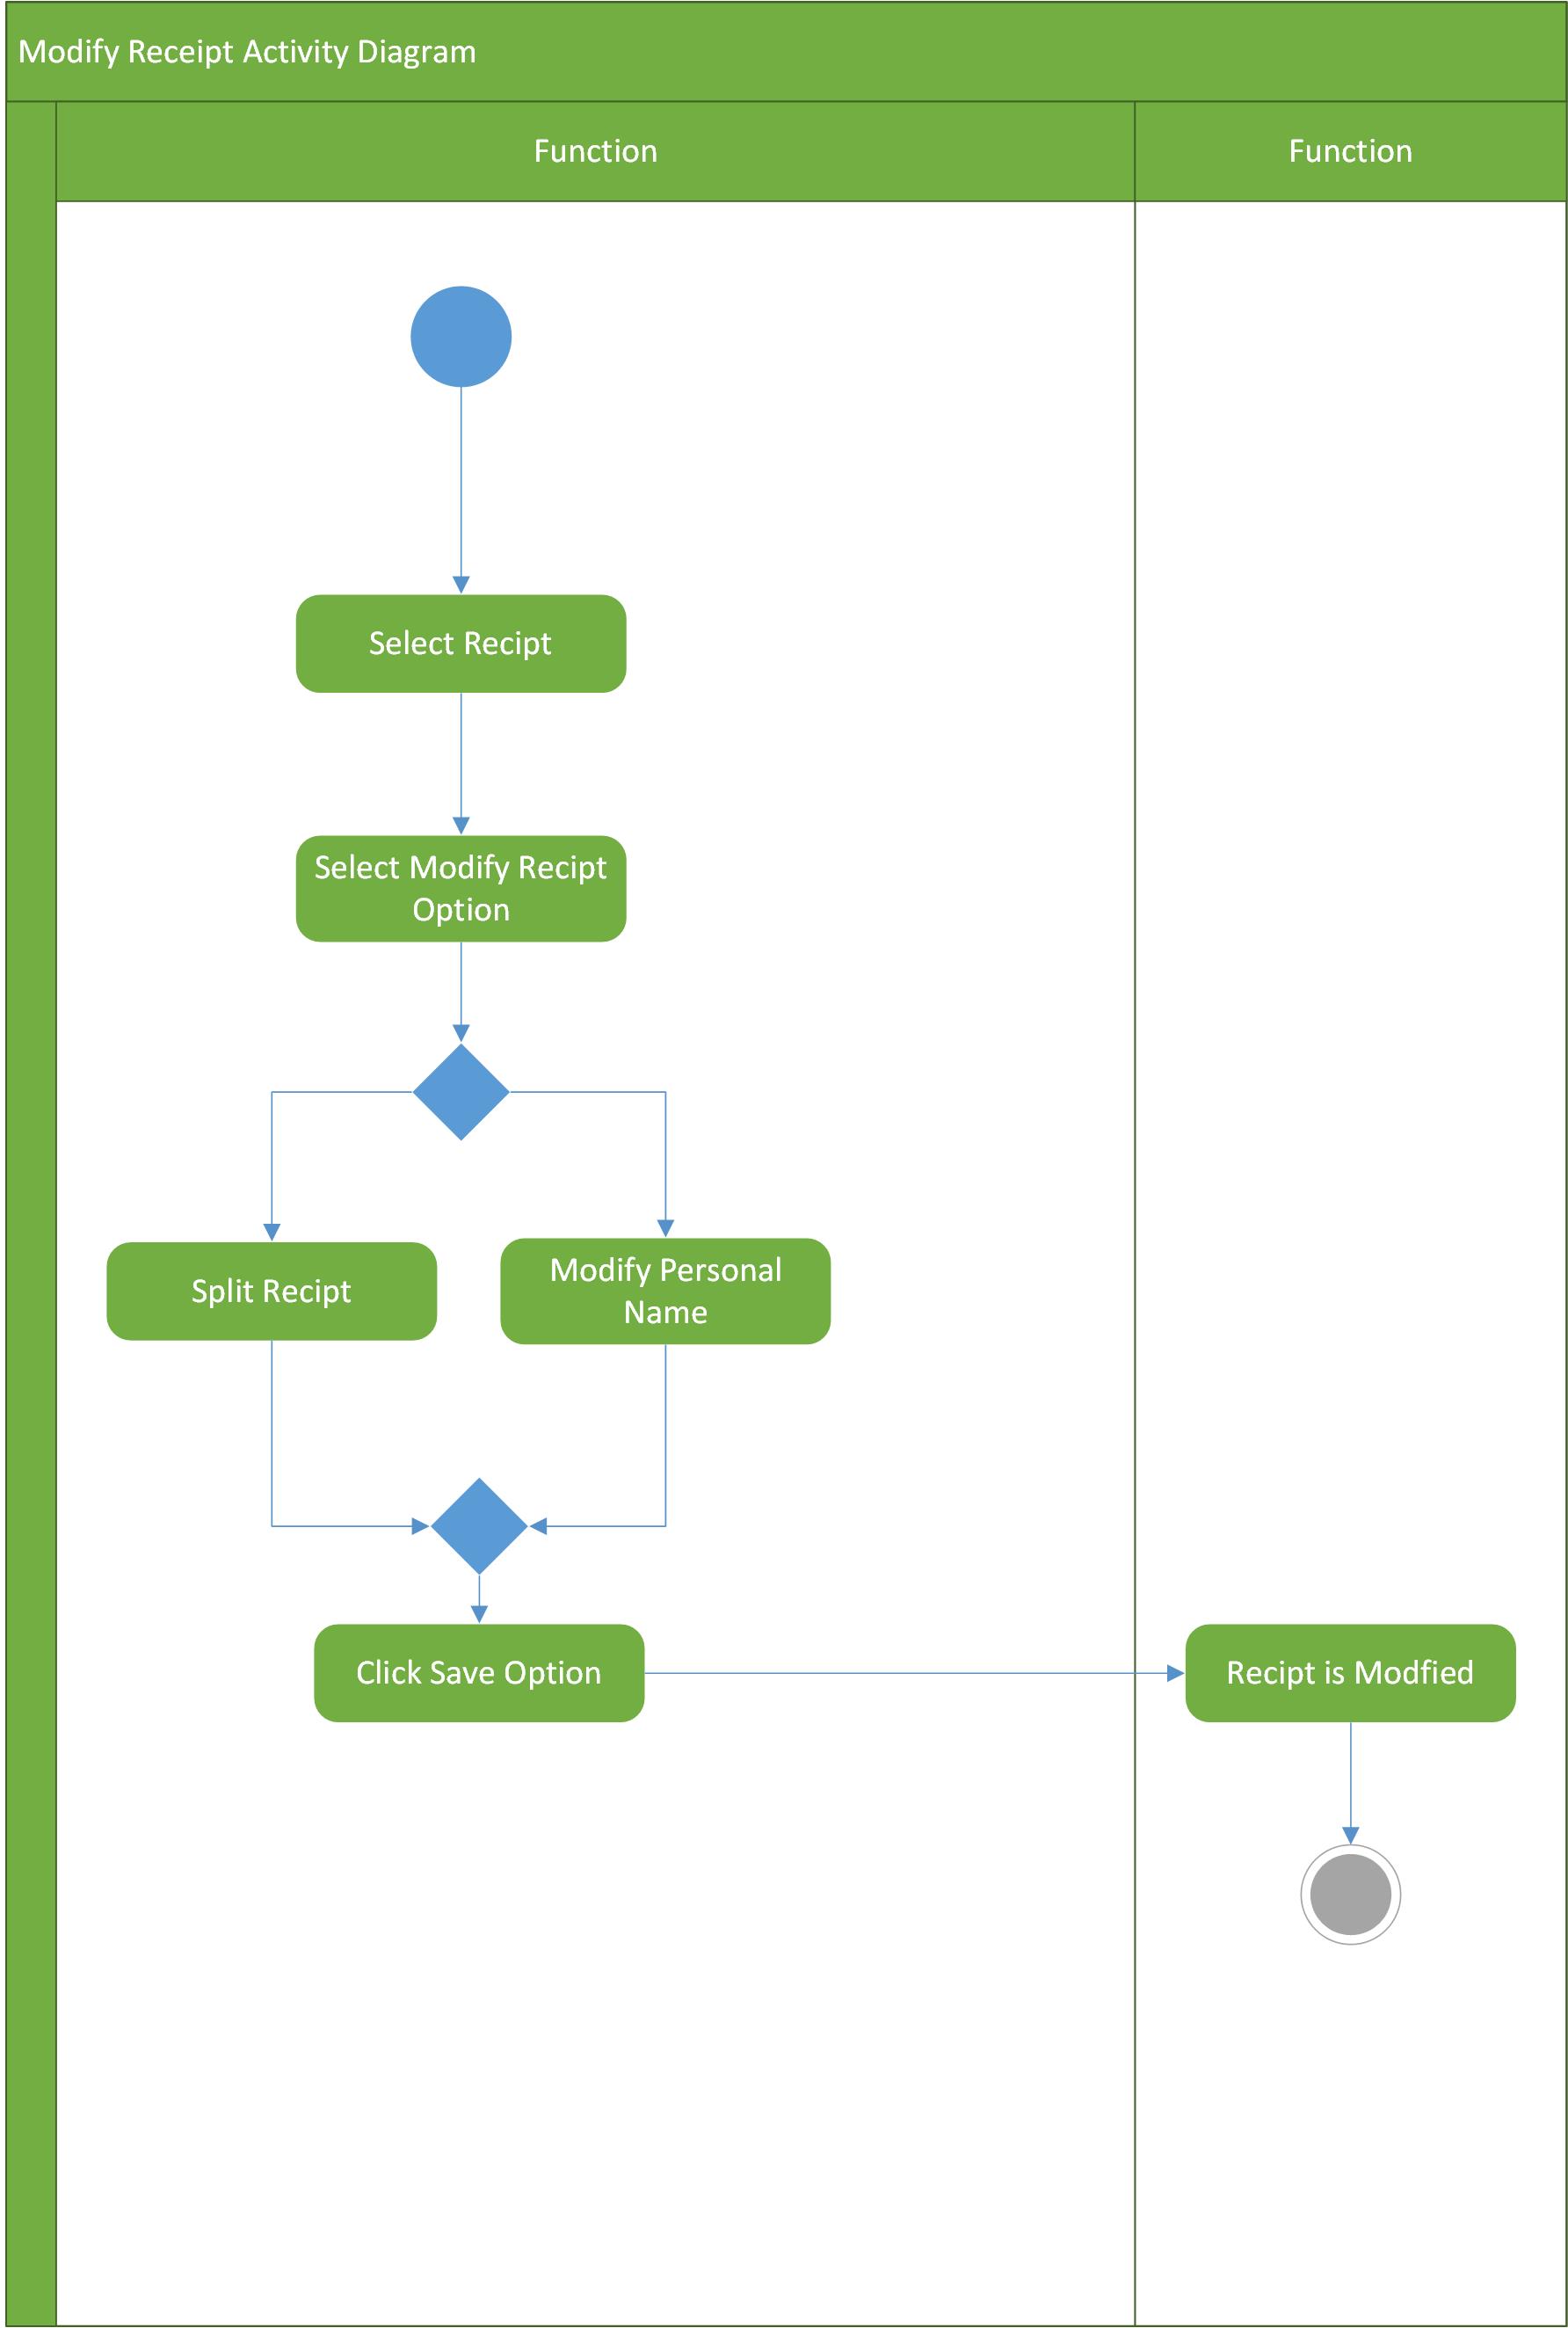 Modify Receipt Activity Diagram
Function
Function
Select Recipt
Select Modify Recipt
Option
Split Recipt
Modify Personal
Name
Click Save Option
Recipt is Modfied